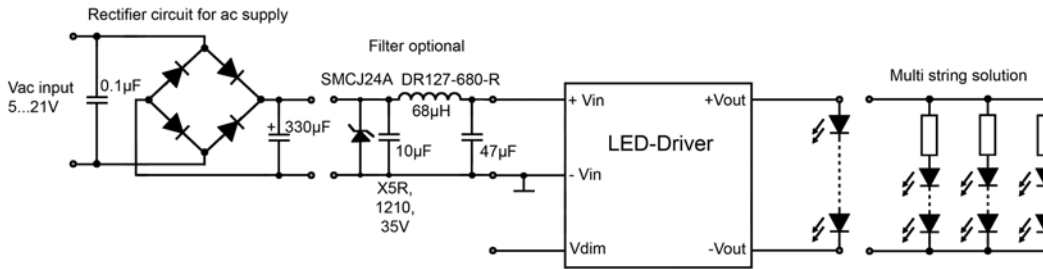 Rectifier circuit for ac supply
Filter optional
SMCJ24A DR127-680-R
Multi string solution
Vac input
5...21V
0.1µF
+
330µF
68µH
10µF
47µF
X5R,
1210,
35V
+ Vin
- Vin
Vdim
LED-Driver
+Vout
-Vout